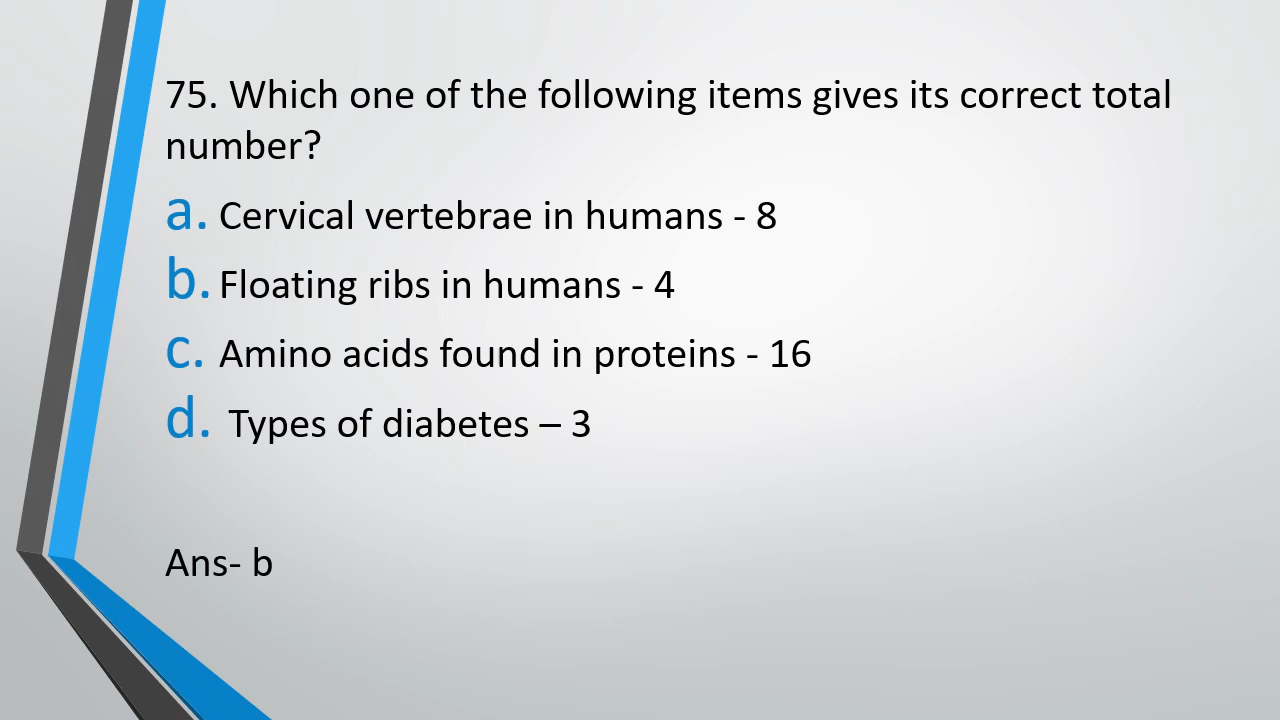 75. Which one of the following items gives its correct total
number?
a. Cervical vertebrae in humans - 8
b. Floating ribs in humans - 4
c. Amino acids found in proteins - 16
d. Types of diabetes – 3
Ans- b